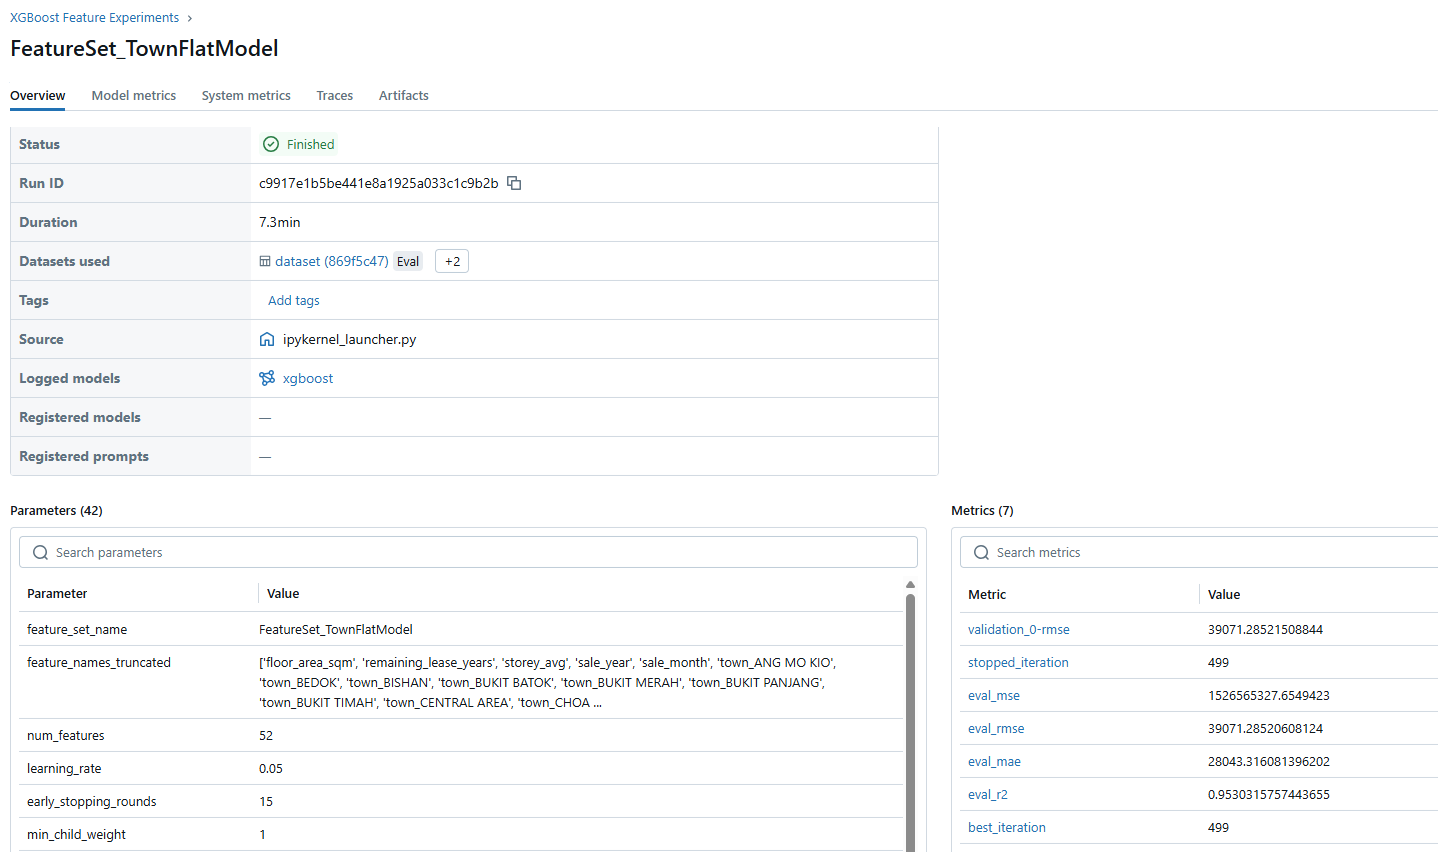 XGBoost Feature Experiments ›
FeatureSet_TownFlatModel
Overview Model metrics System metrics Traces Artifacts
Status Finished
Run ID c9917e1b5be441e8a1925a033c1c9b2b
Duration 7.3min
Datasets used dataset (869f5c47) Eval +2
Tags Add tags
Source ipykernel_launcher.py
Logged models xgboost
Registered models —
Registered prompts —
Parameters (42)
Search parameters
Parameter Value
feature_set_name FeatureSet_TownFlatModel
feature_names_truncated ['floor_area_sqm', 'remaining_lease_years', 'storey_avg', 'sale_year', 'sale_month', 'town_ANG MO KIO',
'town_BEDOK', 'town_BISHAN', 'town_BUKIT BATOK', 'town_BUKIT MERAH', 'town_BUKIT PANJANG',
'town_BUKIT TIMAH', 'town_CENTRAL AREA', 'town_CHOA ...
num_features 52
learning_rate 0.05
early_stopping_rounds 15
min_child_weight 1
Metrics (7)
Search metrics
Metric Value
validation_0-rmse 39071.28521508844
stopped_iteration 499
eval_mse 1526565327.6549423
eval_rmse 39071.28520608124
eval_mae 28043.316081396202
eval_r2 0.9530315757443655
best_iteration 499